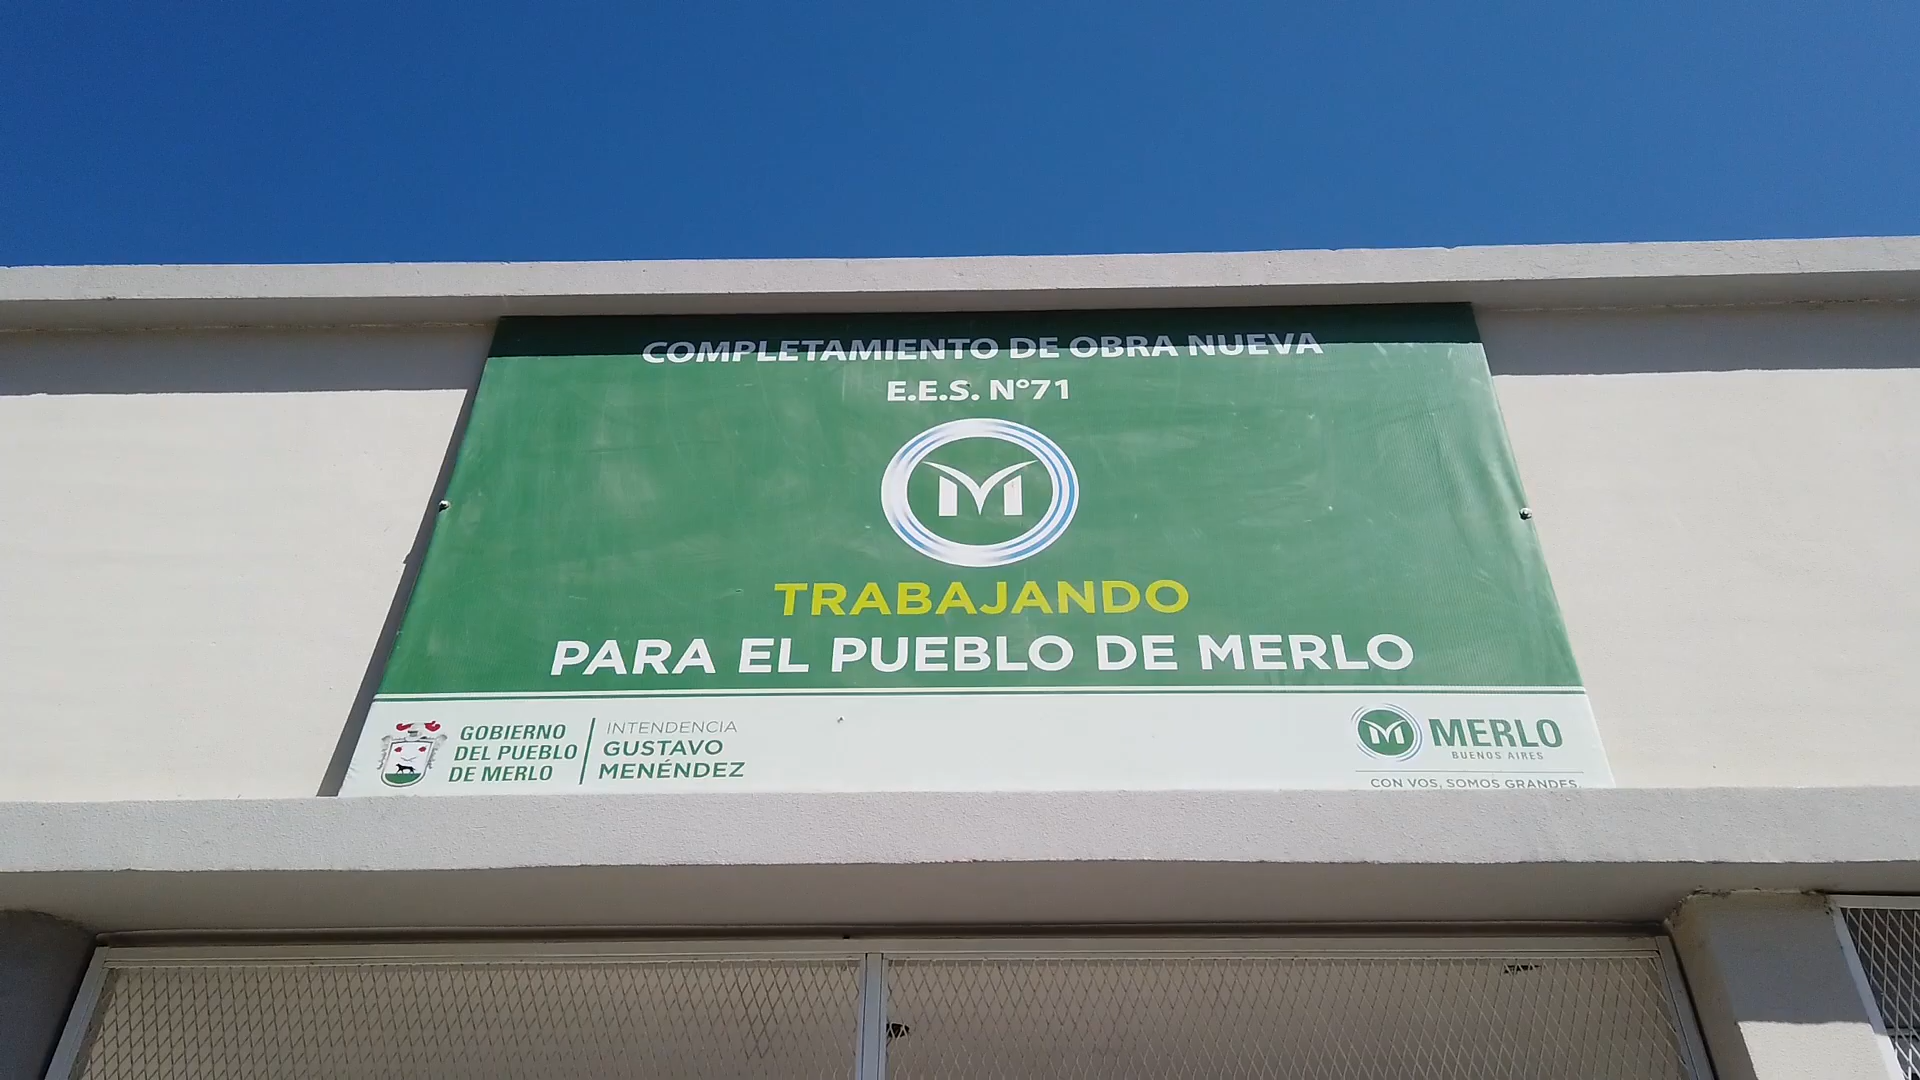 COMPLETAMIENTO DE OBRA NUEVA
E.E.S. N°71
M
TRABAJANDO
PARA EL PUEBLO DE MERLO
GOBIERNO
DEL PUEBLO
DE MERLO
INTENDENCIA
GUSTAVO
MENÉNDEZ
M MERLO
BUENOS AIRES
CON VOS, SOMOS GRANDES.